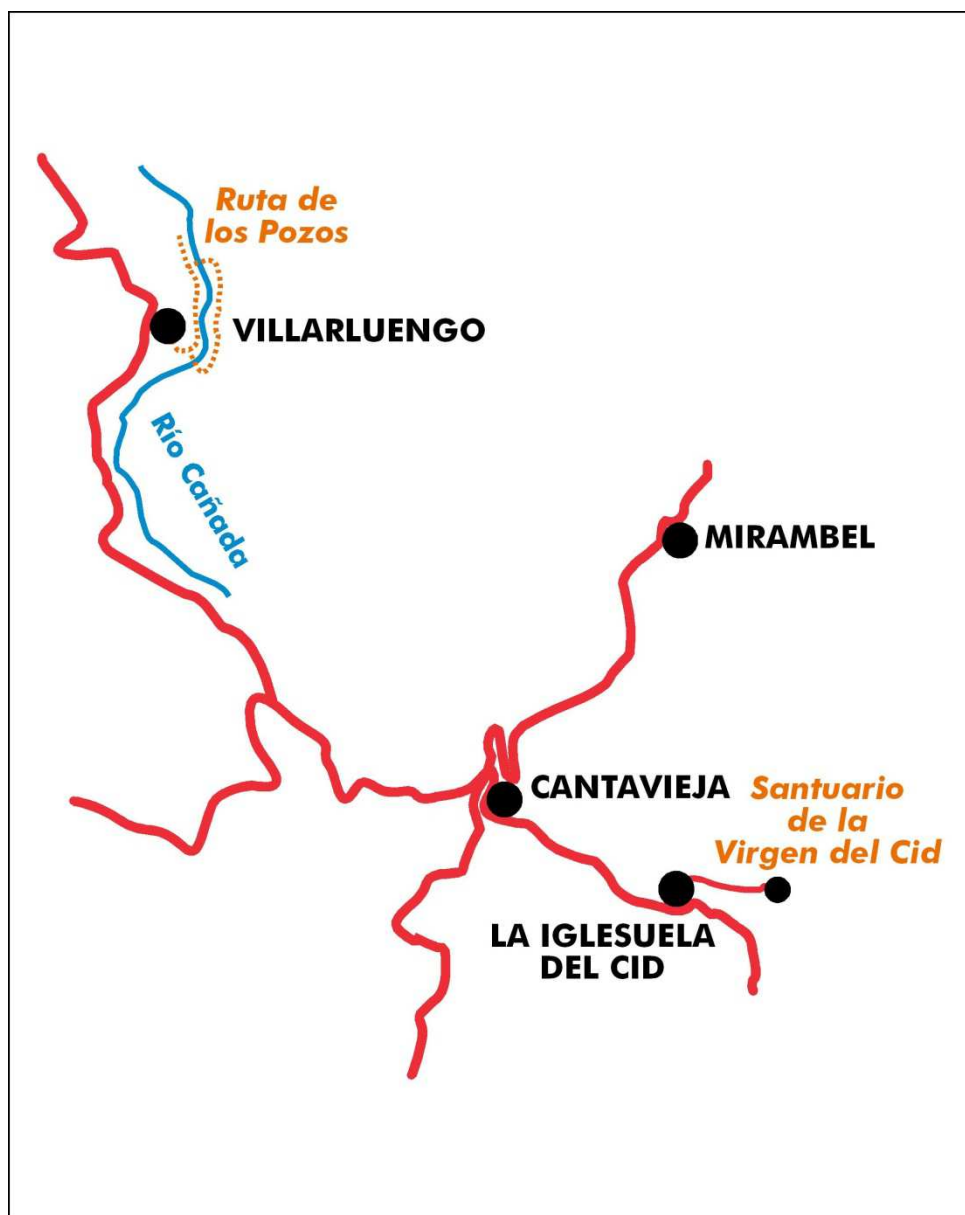 Ruta de
los Pozos
VILLARLUENGO
Río Cañada
MIRAMBEL
CANTAVIEJA
Santuario
de la
Virgen del Cid
LA IGLESUELA
DEL CID